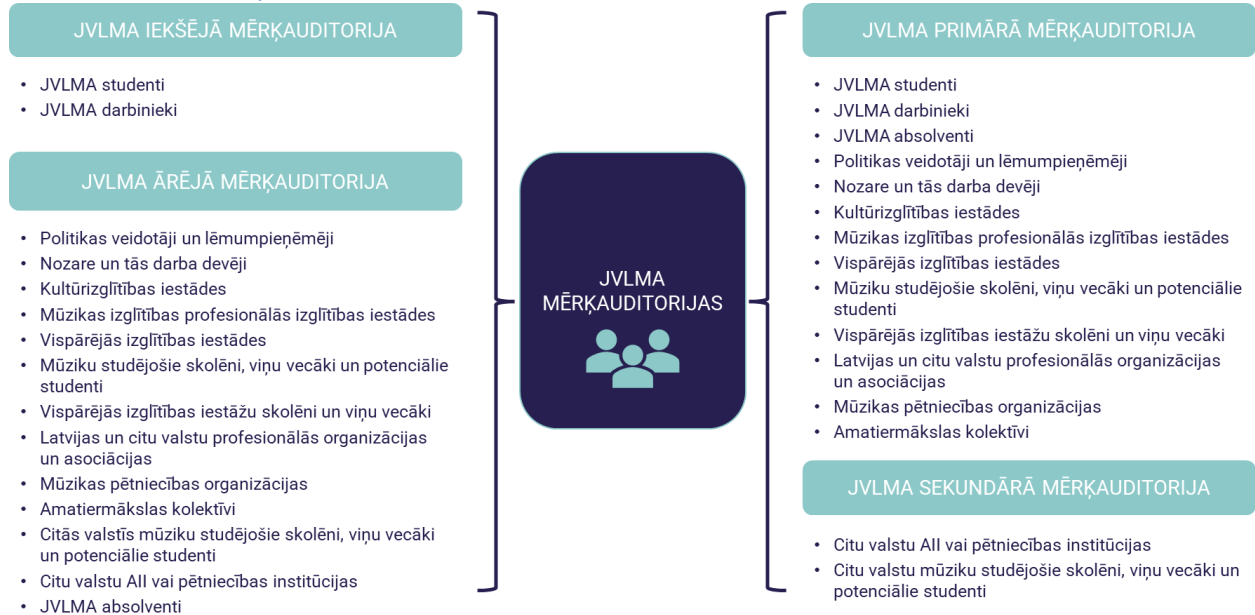 JVLMA IEKŠĒJĀ MĒRĶAUDITORIJA
• JVLMA studenti
• JVLMA darbinieki
JVLMA ĀRĒJĀ MĒRĶAUDITORIJA
• Politikas veidotāji un lēmumpieņēmēji
• Nozare un tās darba devēji
• Kultūrizglītības iestādes
• Mūzikas izglītības profesionālās izglītības iestādes
• Vispārējās izglītības iestādes
• Mūziku studējošie skolēni, viņu vecāki un potenciālie
studenti
• Vispārējās izglītības iestāžu skolēni un viņu vecāki
• Latvijas un citu valstu profesionālās organizācijas
un asociācijas
• Mūzikas pētniecības organizācijas
• Amatiermākslas kolektīvi
• Citās valstīs mūziku studējošie skolēni, viņu vecāki
un potenciālie studenti
• Citu valstu AII vai pētniecības institūcijas
• JVLMA absolventi
JVLMA
MĒRĶAUDITORIJAS
JVLMA PRIMĀRĀ MĒRĶAUDITORIJA
• JVLMA studenti
• JVLMA darbinieki
• JVLMA absolventi
• Politikas veidotāji un lēmumpieņēmēji
• Nozare un tās darba devēji
• Kultūrizglītības iestādes
• Mūzikas izglītības profesionālās izglītības iestādes
• Vispārējās izglītības iestādes
• Mūziku studējošie skolēni, viņu vecāki un potenciālie
studenti
• Vispārējās izglītības iestāžu skolēni un viņu vecāki
• Latvijas un citu valstu profesionālās organizācijas
un asociācijas
• Mūzikas pētniecības organizācijas
• Amatiermākslas kolektīvi
JVLMA SEKUNDĀRĀ MĒRĶAUDITORIJA
• Citu valstu AII vai pētniecības institūcijas
• Citu valstu mūziku studējošie skolēni, viņu vecāki un
potenciālie studenti